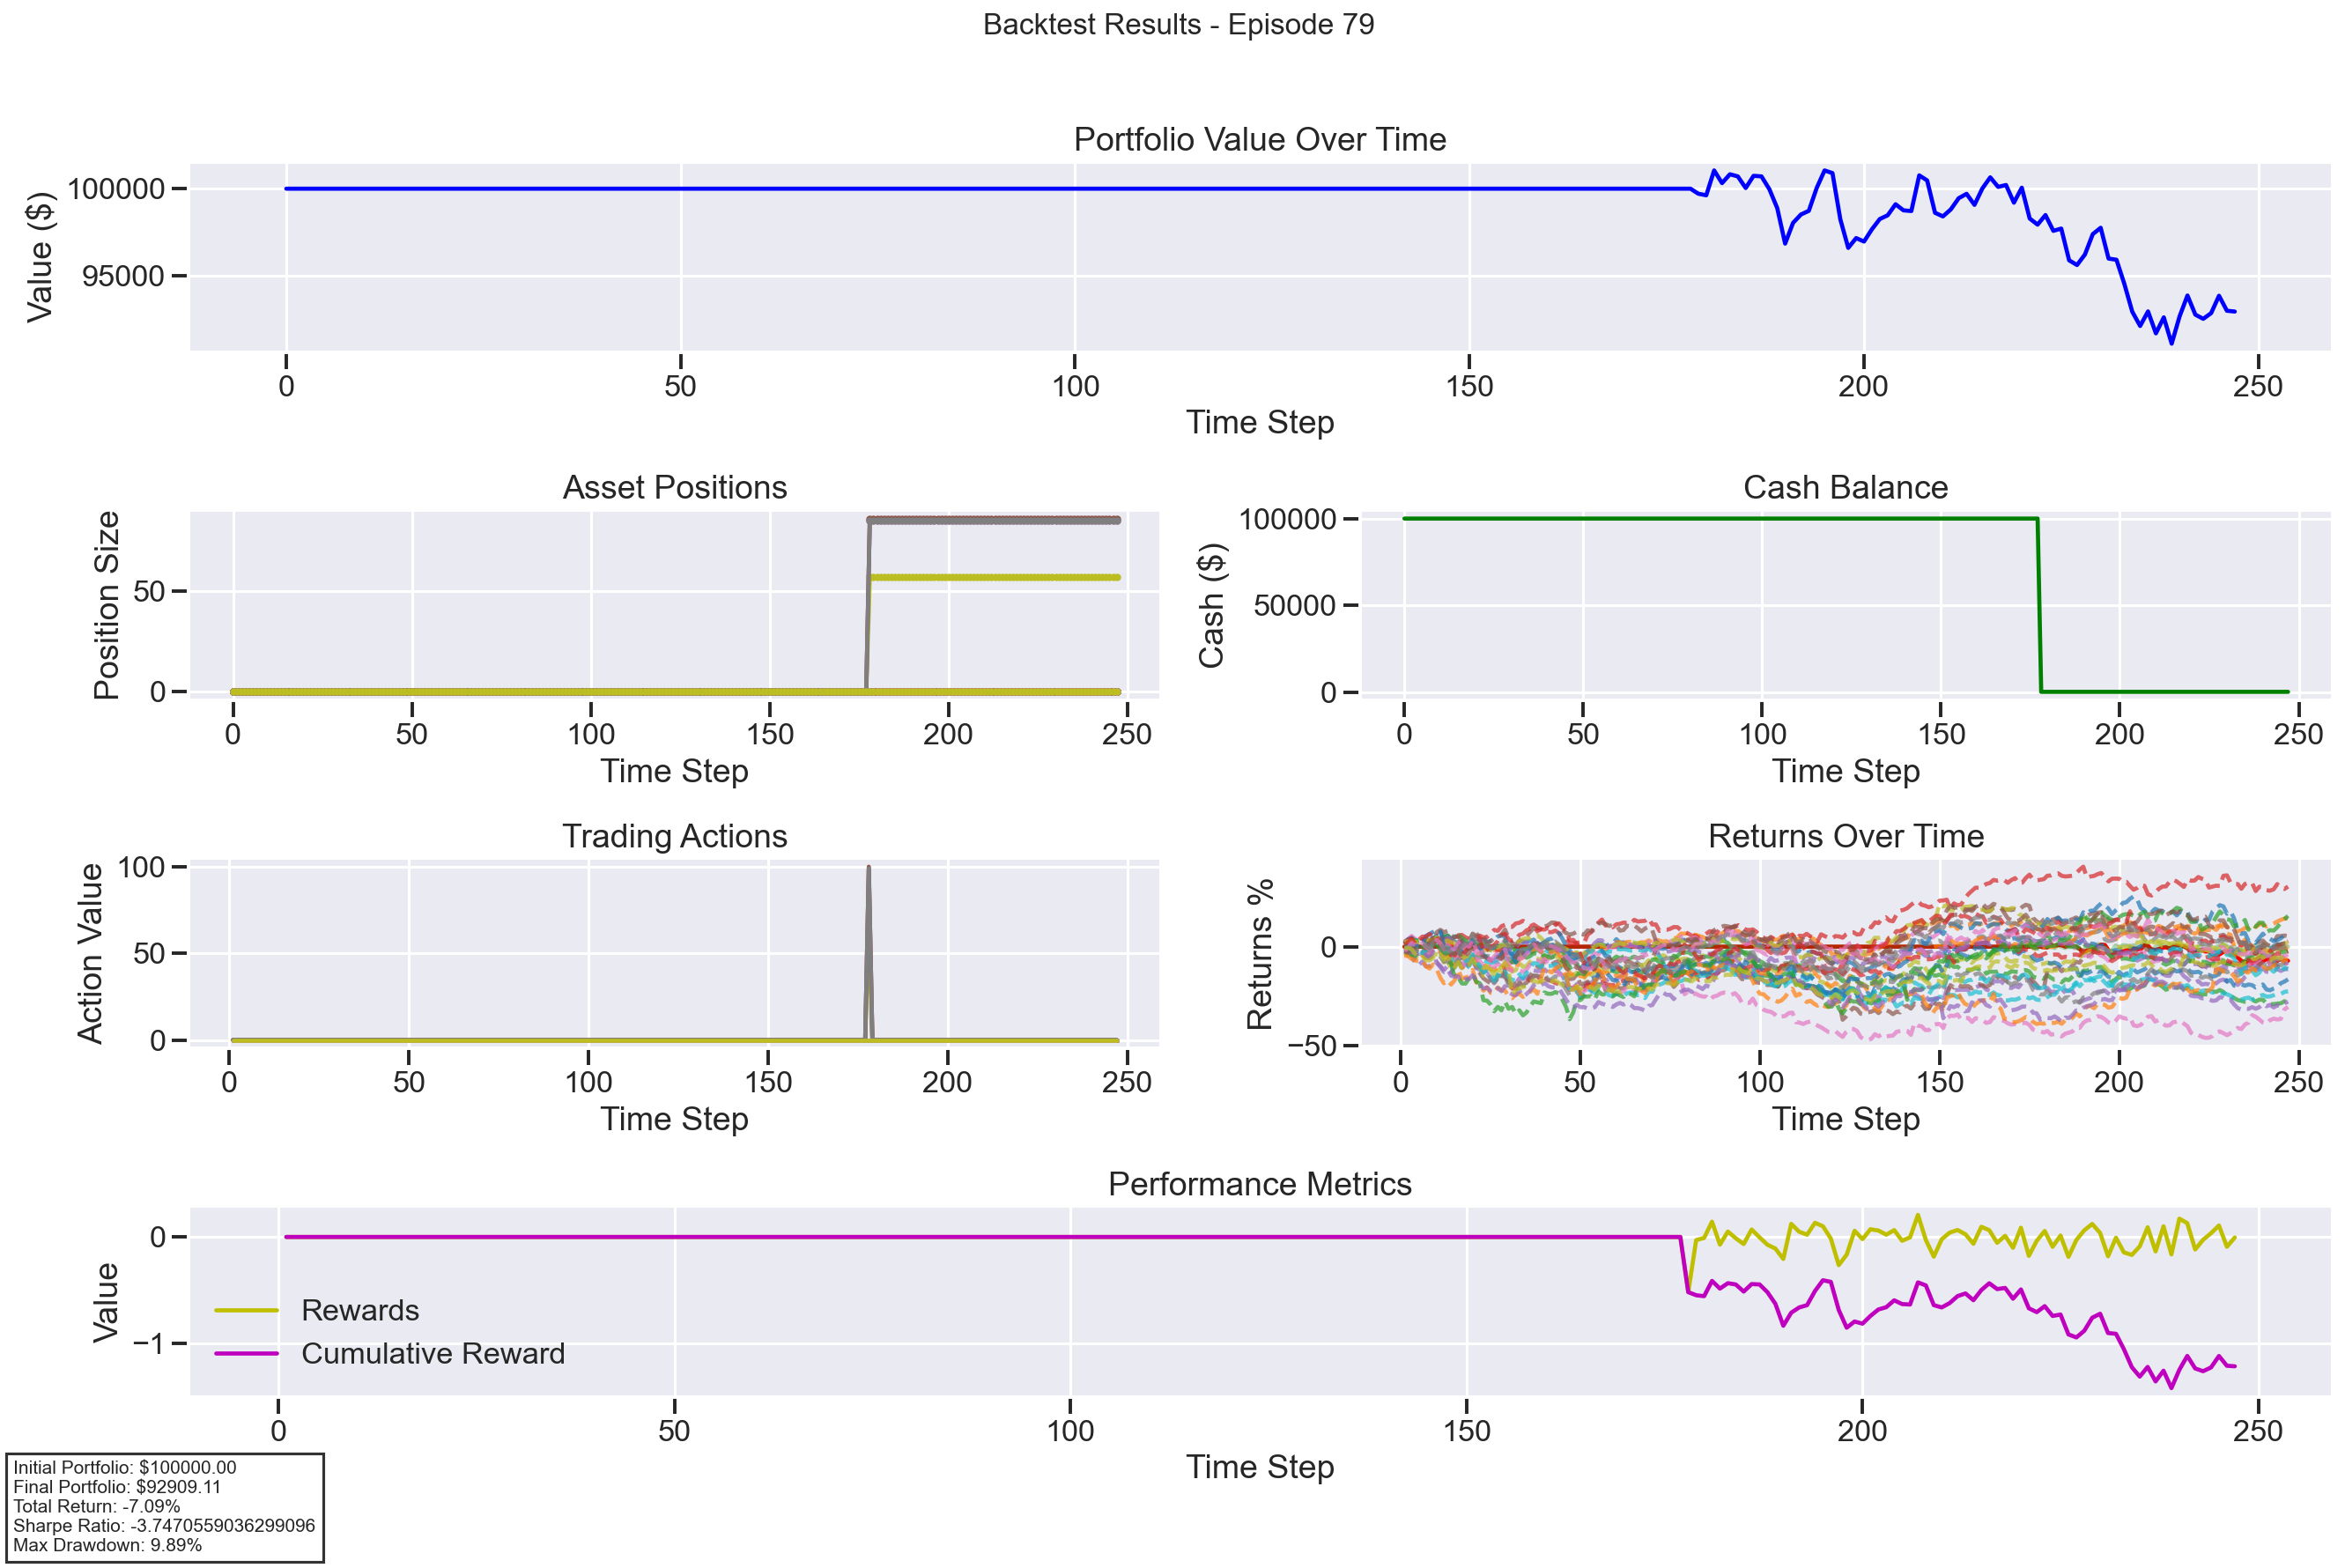 Backtest Results - Episode 79
Portfolio Value Over Time
Value ($)
100000
95000
0 50 100 150 200 250
Time Step
Asset Positions
Position Size
50
0
0 50 100 150 200 250
Time Step
Cash Balance
Cash ($)
100000
50000
0
0 50 100 150 200 250
Time Step
Trading Actions
Action Value
100
50
0
0 50 100 150 200 250
Time Step
Returns Over Time
Returns %
0
−50
0 50 100 150 200 250
Time Step
Performance Metrics
Value
0
−1
Rewards
Cumulative Reward
0 50 100 150 200 250
Time Step
Initial Portfolio: $100000.00
Final Portfolio: $92909.11
Total Return: -7.09%
Sharpe Ratio: -3.7470559036299096
Max Drawdown: 9.89%